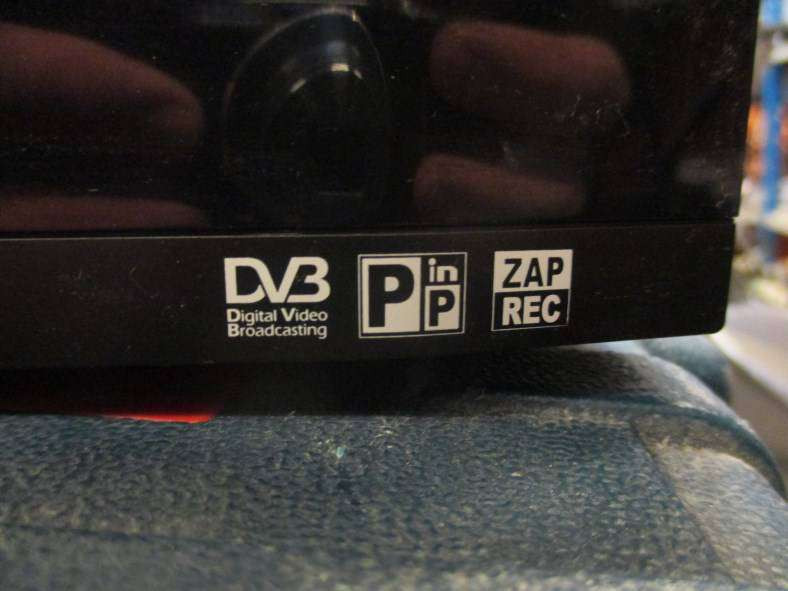 DVB
Digital Video
Broadcasting
P in P
ZAP
REC